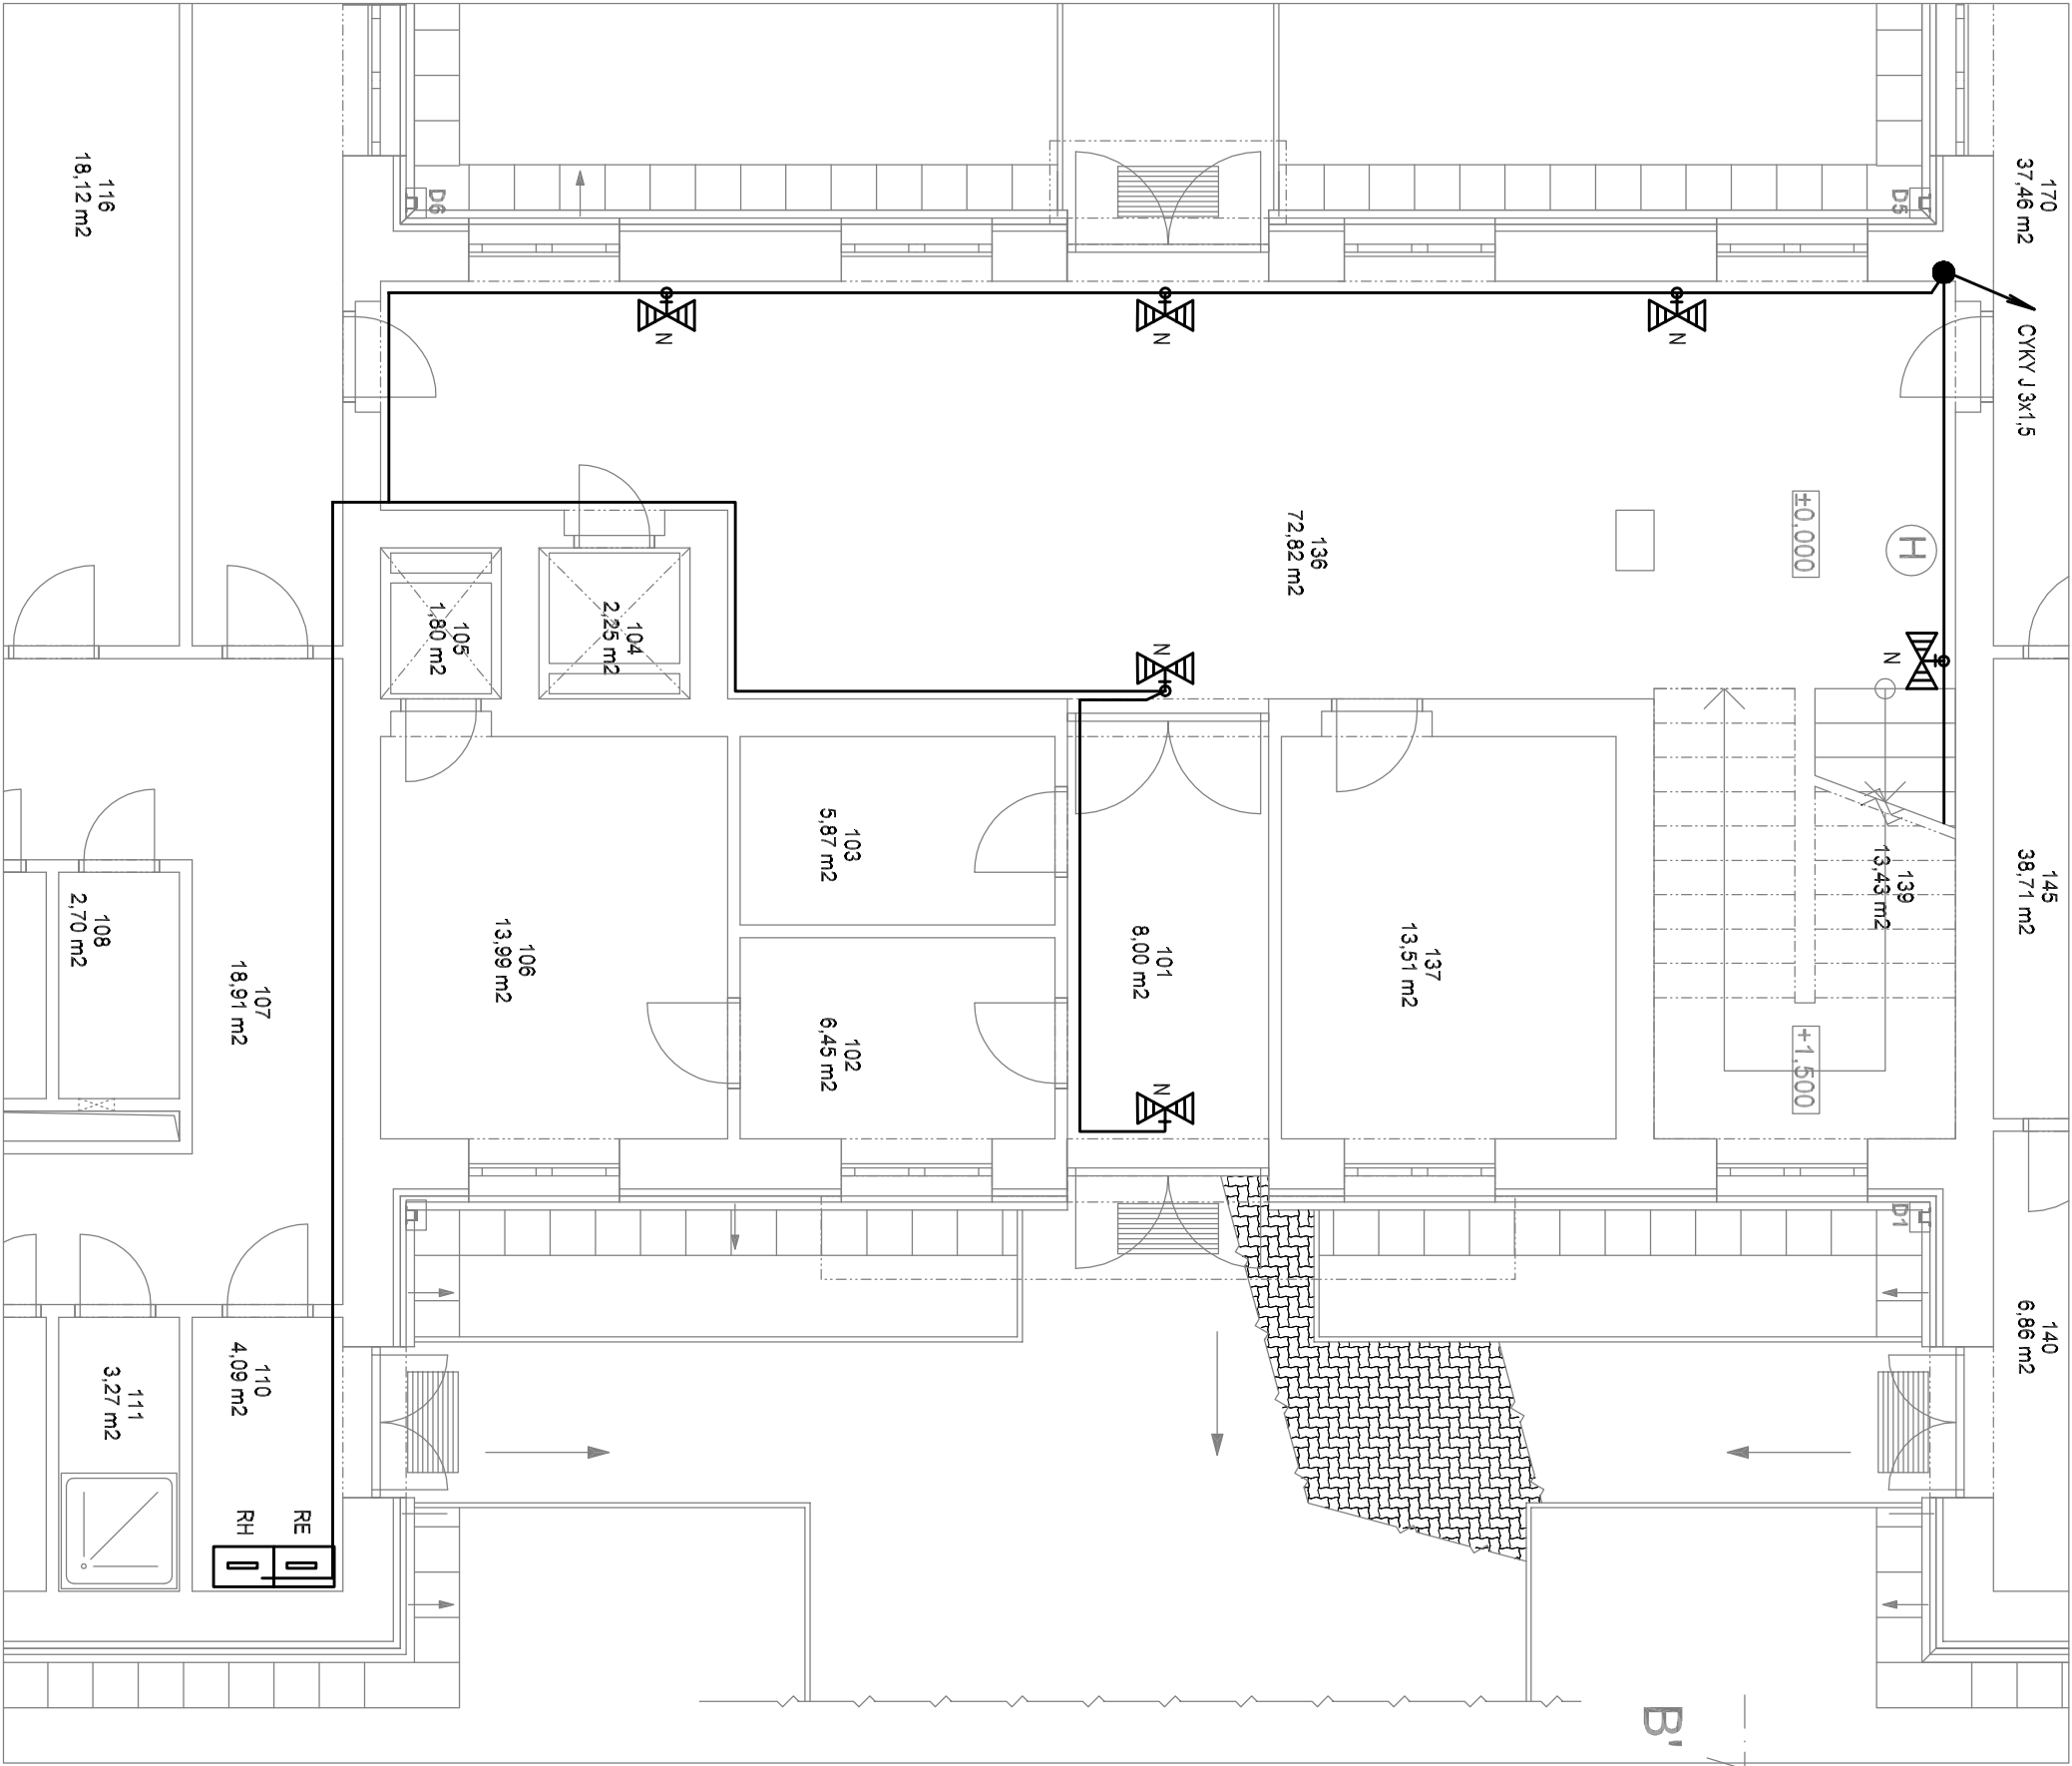 116
18,12 m2
D6
D5
170
37,46 m2
N
N
N
CYKY J 3x1,5
136
72,82 m2
±0,000
H
105
1,80 m2
104
2,25 m2
N
N
103
5,87 m2
139
13,43 m2
145
38,71 m2
108
2,70 m2
107
18,91 m2
106
13,99 m2
102
6,45 m2
101
8,00 m2
137
13,51 m2
+1,500
N
D1
140
6,86 m2
110
4,09 m2
111
3,27 m2
RH
RE
B'